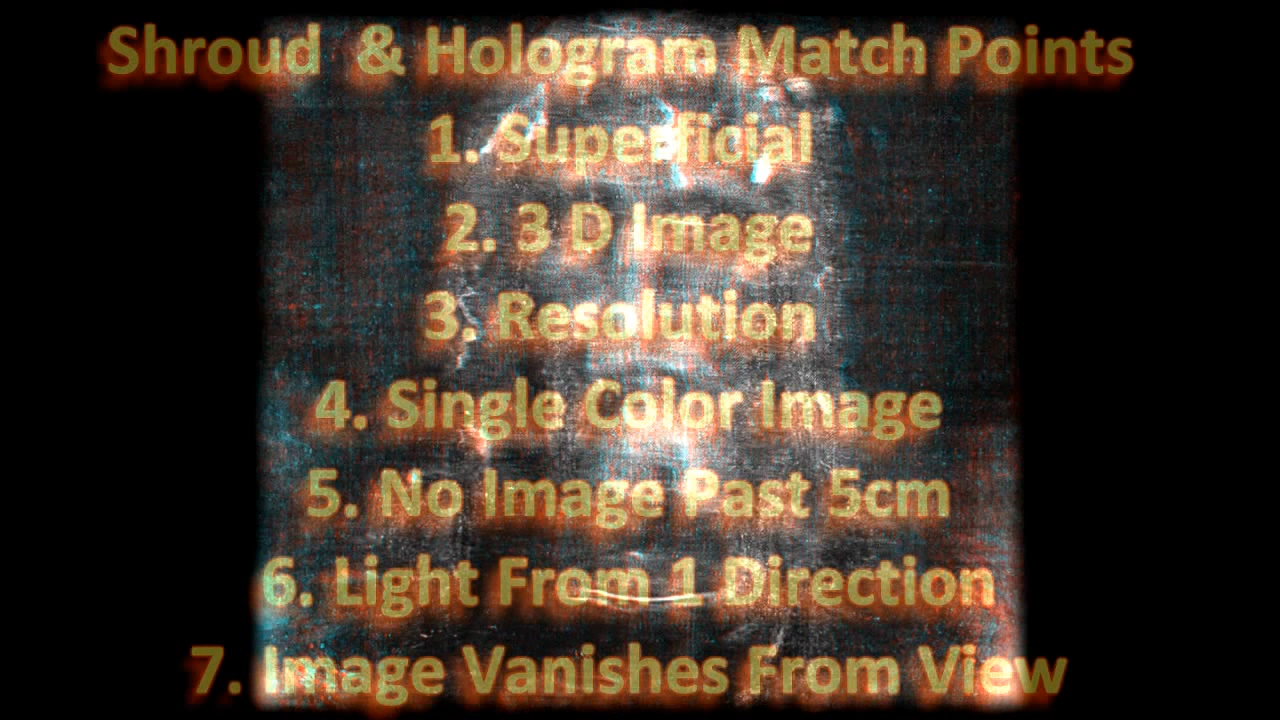 Shroud & Hologram Match Points
1. Superficial
2. 3 D Image
3. Resolution
4. Single Color Image
5. No Image Past 5cm
6. Light From 1 Direction
7. Image Vanishes From View